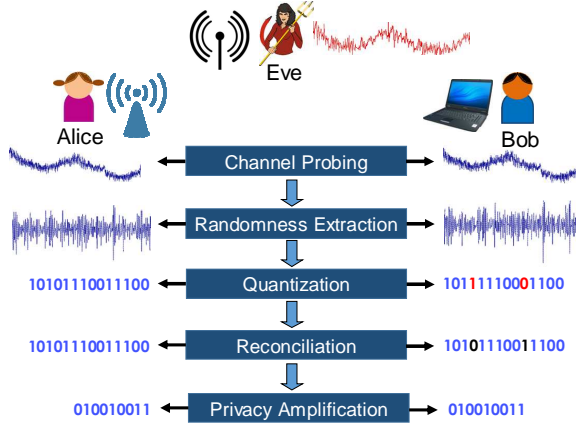 Eve
Alice
Bob
Channel Probing
Randomness Extraction
10101110011100
Quantization
10111110001100
10101110011100
Reconciliation
10101110011100
010010011
Privacy Amplification
010010011